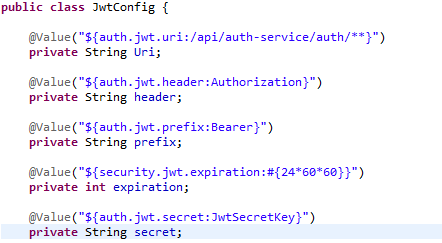 public class JwtConfig {
@Value("${auth.jwt.uri:/api/auth-service/auth/**}")
private String Uri;
@Value("${auth.jwt.header:Authorization}")
private String header;
@Value("${auth.jwt.prefix:Bearer}")
private String prefix;
@Value("${security.jwt.expiration:#{24*60*60}}")
private int expiration;
@Value("${auth.jwt.secret:JwtSecretKey}")
private String secret;